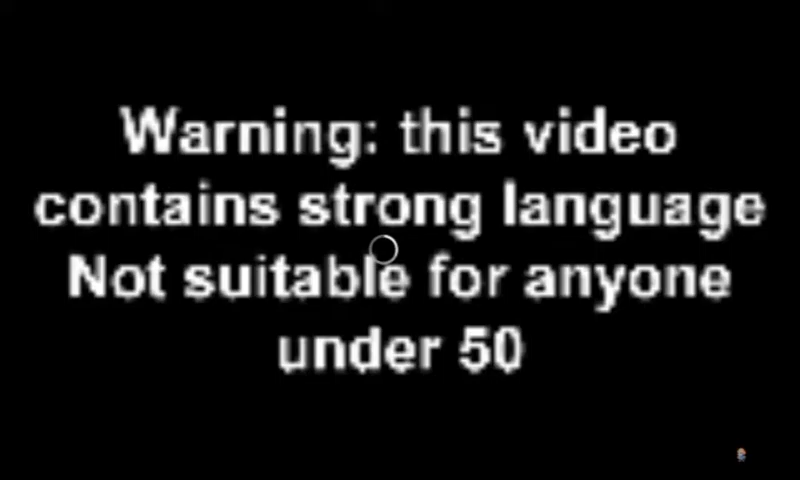 Warning: this video
contains strong language
Not suitable for anyone
under 50